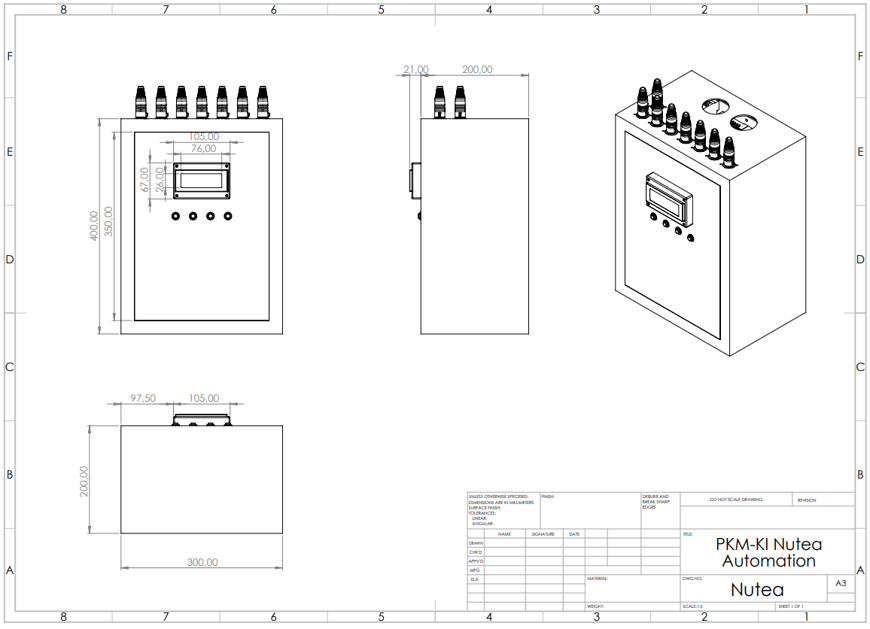 8 7 6 5 4 3 2 1
F F
E E
D D
C C
B B
A A
105,00
76,00
67,00
26,00
400,00
350,00
21,00 200,00
97,50 105,00
200,00
300,00
UNLESS OTHERWISE SPECIFIED:
DIMENSIONS ARE IN MILLIMETERS
SURFACE FINISH:
TOLERANCES:
LINEAR:
ANGULAR:
FINISH:
DEBURR AND
BREAK SHARP
EDGES
DO NOT SCALE DRAWING
REVISION
NAME SIGNATURE DATE
DRAWN
CHK'D
APPV'D
MFG
Q.A
MATERIAL:
WEIGHT:
TITLE:
PKM-KI Nutea
Automation
DWG NO.
Nutea
A3
SCALE:1:5
SHEET 1 OF 1
8 7 6 5 4 3 2 1